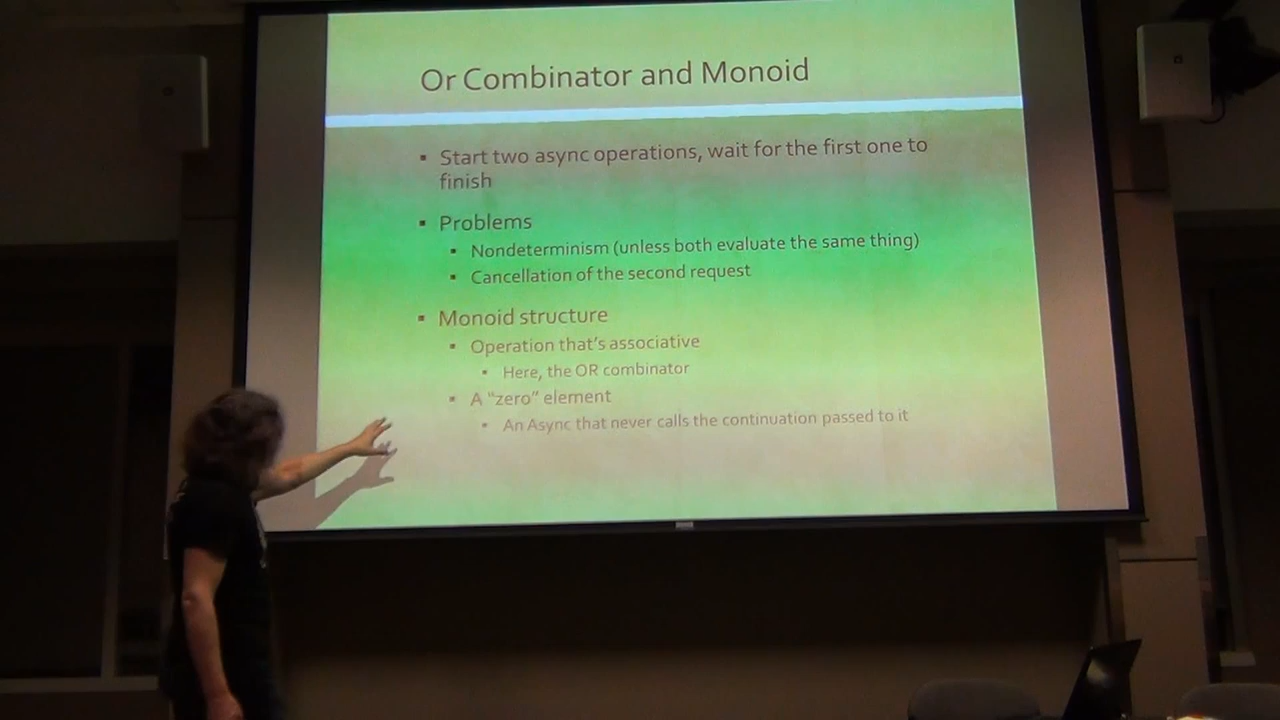 Or Combinator and Monoid
▪ Start two async operations, wait for the first one to
finish
▪ Problems
▪ Nondeterminism (unless both evaluate the same thing)
▪ Cancellation of the second request
▪ Monoid structure
▪ Operation that's associative
▪ Here, the OR combinator
▪ A "zero" element
▪ An Async that never calls the continuation passed to it